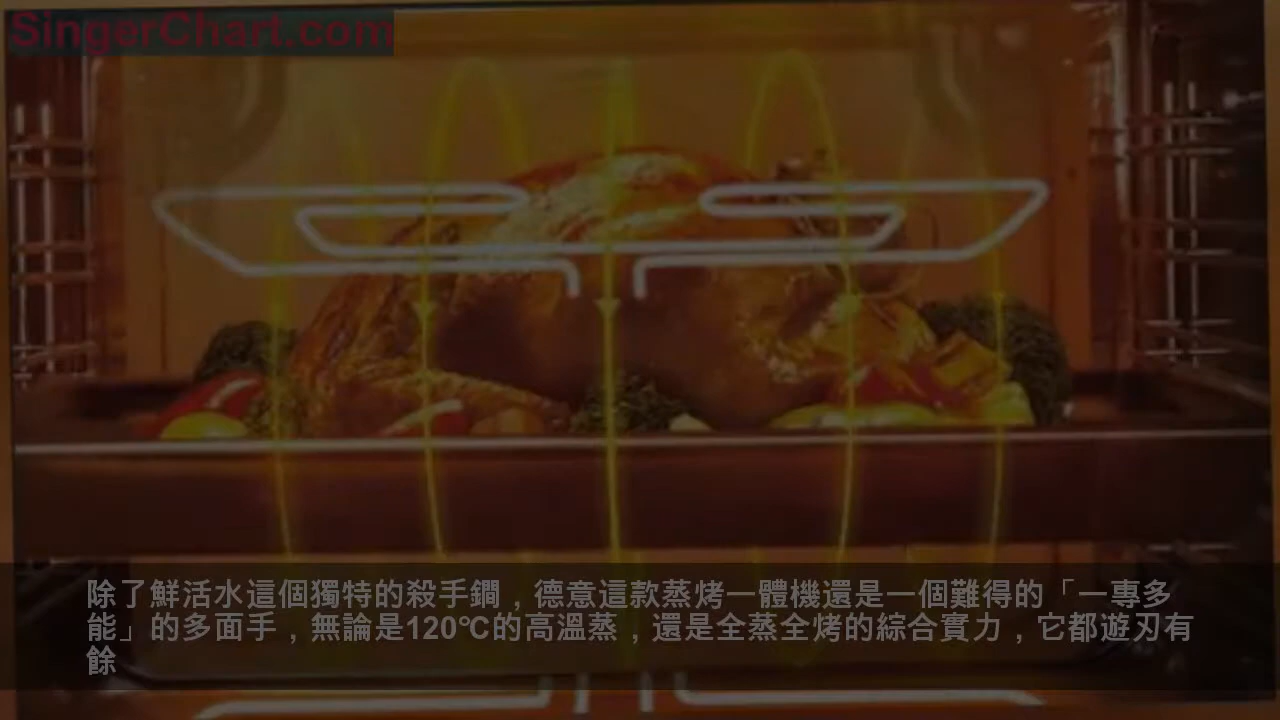 SingerChart.com
除了鮮活水這個獨特的殺手鐧，德意這款蒸烤一體機還是一個難得的「一專多
能」的多面手，無論是120℃的高溫蒸，還是全蒸全烤的綜合實力，它都遊刃有
餘